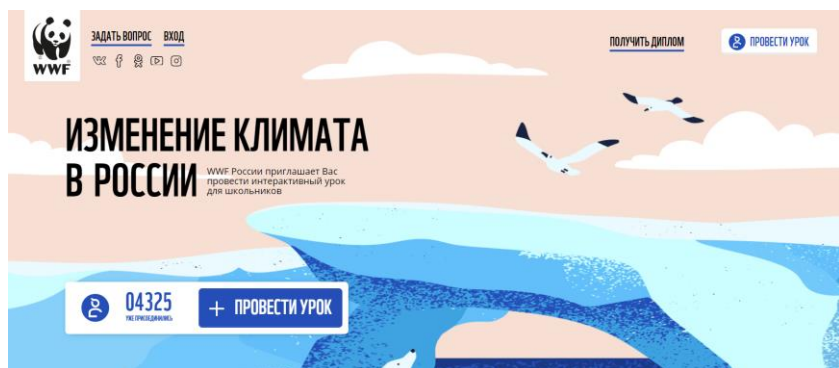 WWF
ЗАДАТЬ ВОПРОС ВХОД
ПОЛУЧИТЬ ДИПЛОМ
ПРОВЕСТИ УРОК
ИЗМЕНЕНИЕ КЛИМАТА
В РОССИИ
WWF России приглашает Вас
провести интерактивный урок
для школьников
04325
УЖЕ ПРИСОЕДИНИЛИСЬ
+ ПРОВЕСТИ УРОК